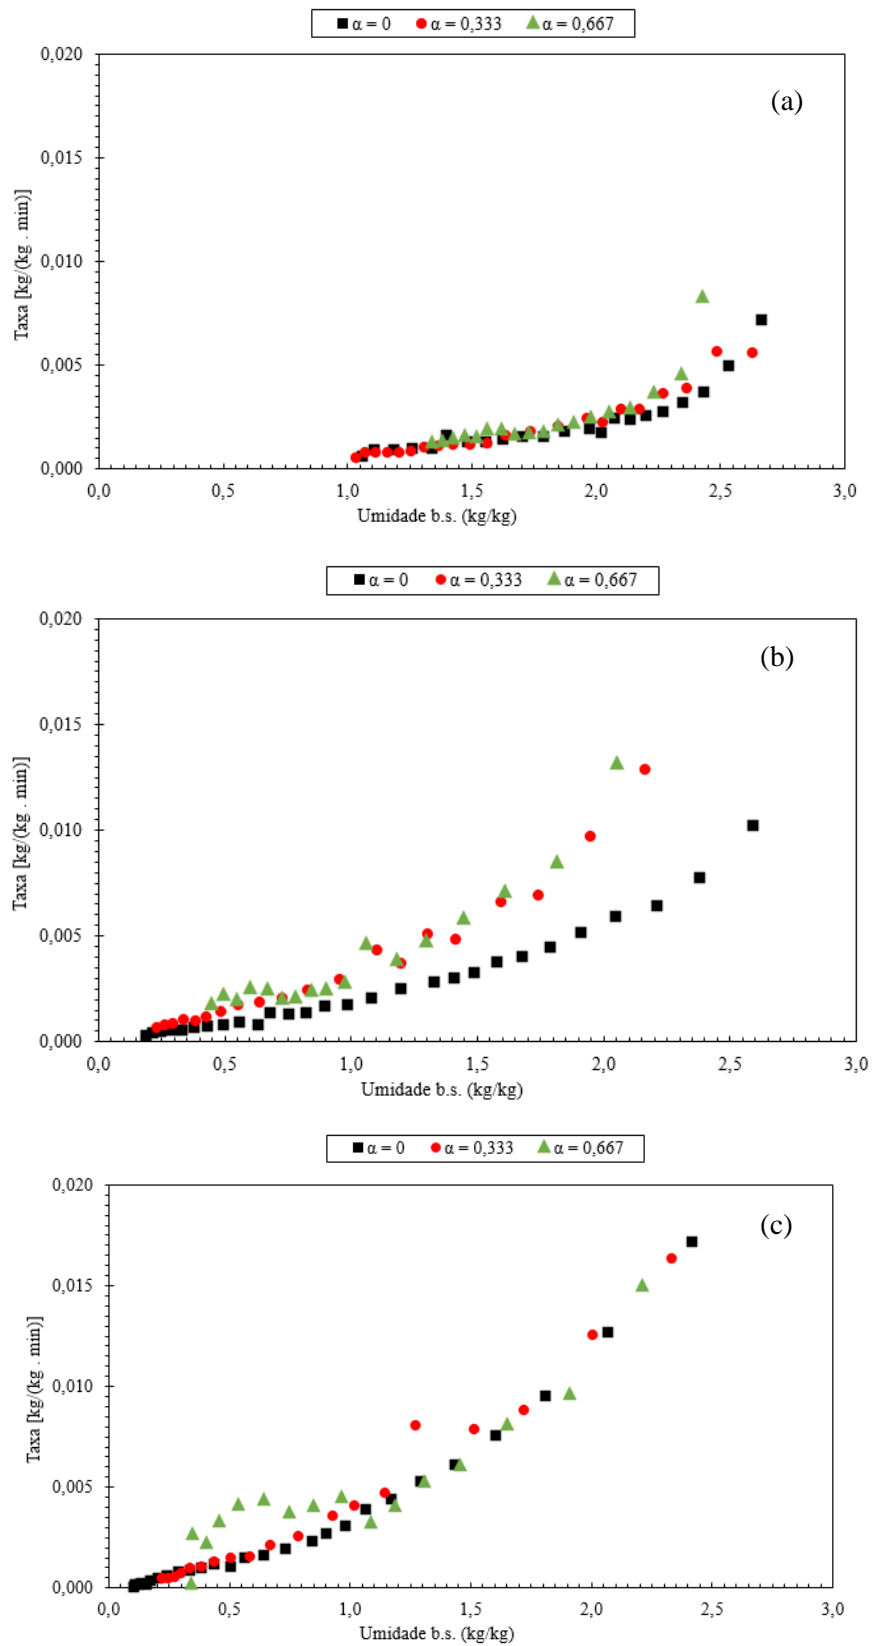 α = 0 α = 0,333 α = 0,667
(a)
0,020
0,015
0,010
0,005
0,000
Taxa [kg/(kg . min)]
0,0 0,5 1,0 1,5 2,0 2,5 3,0
Umidade b.s. (kg/kg)
α = 0 α = 0,333 α = 0,667
(b)
0,020
0,015
0,010
0,005
0,000
Taxa [kg/(kg . min)]
0,0 0,5 1,0 1,5 2,0 2,5 3,0
Umidade b.s. (kg/kg)
α = 0 α = 0,333 α = 0,667
(c)
0,020
0,015
0,010
0,005
0,000
Taxa [kg/(kg . min)]
0,0 0,5 1,0 1,5 2,0 2,5 3,0
Umidade b.s. (kg/kg)